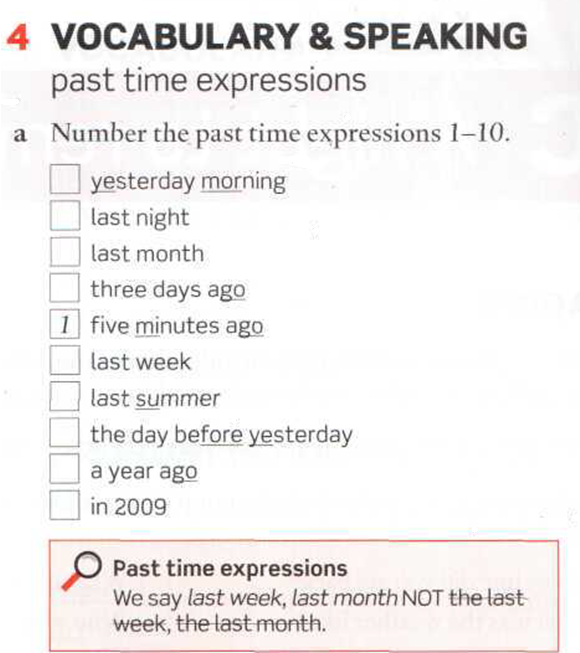 4 VOCABULARY & SPEAKING
past time expressions
a Number the past time expressions 1–10.
yesterday morning
last night
last month
three days ago
1 five minutes ago
last week
last summer
the day before yesterday
a year ago
in 2009
Past time expressions
We say last week, last month NOT the last
week, the last month.